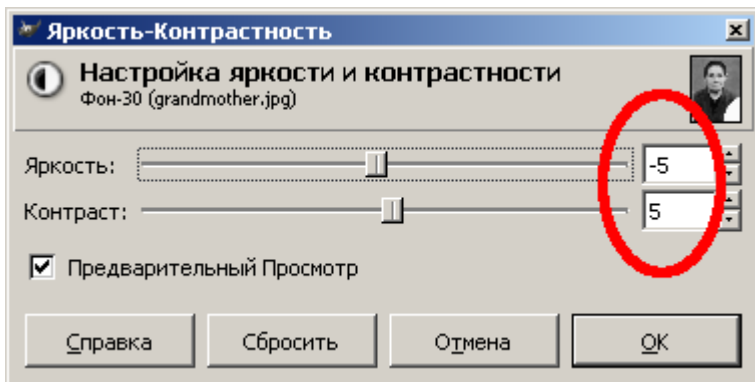 Яркость-Контрастность
Настройка яркости и контрастности
Фон-30 (grandmother.jpg)
Яркость: -5
Контраст: 5
Предварительный Просмотр
Справка Сбросить Отмена OK